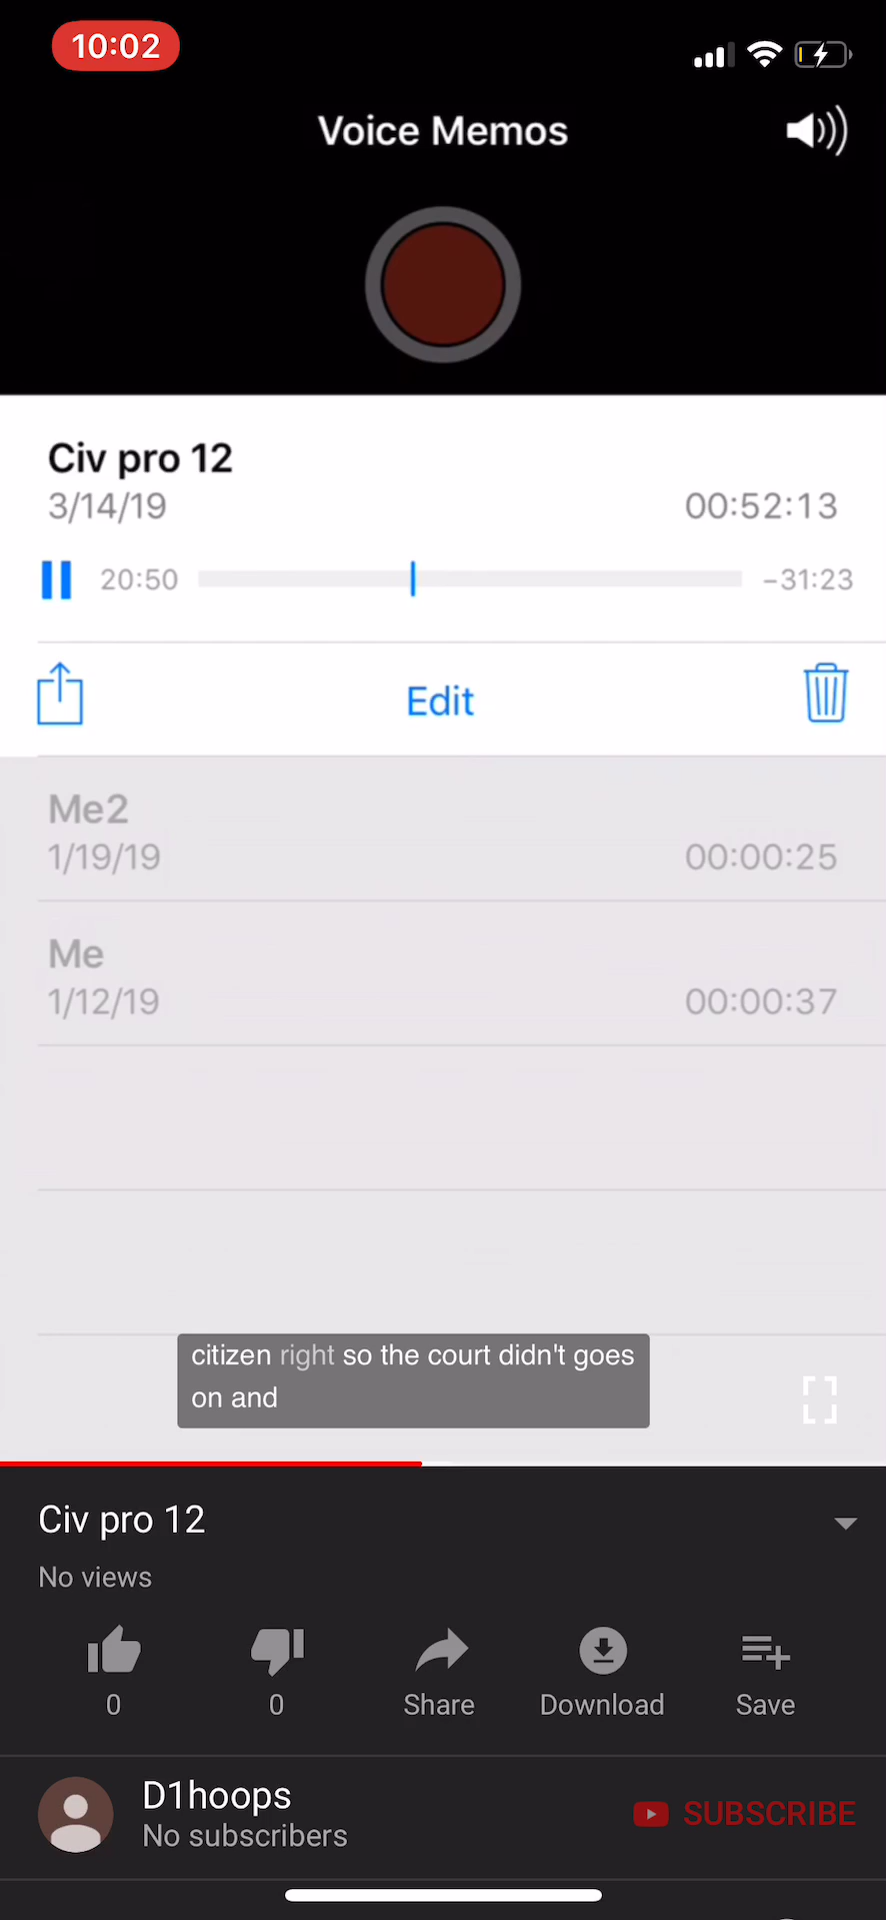 10:02
Voice Memos
Civ pro 12
3/14/19 00:52:13
20:50 -31:23
Edit
Me2
1/19/19 00:00:25
Me
1/12/19 00:00:37
citizen right so the court didn't goes
on and
Civ pro 12
No views
0 0 Share Download Save
D1hoops
No subscribers
SUBSCRIBE